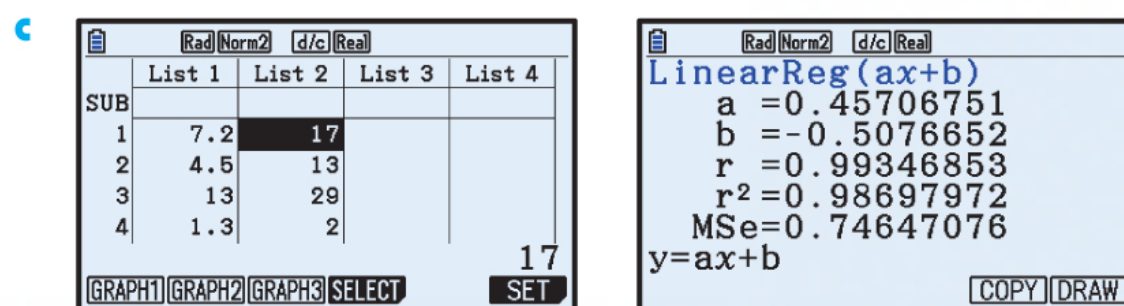 c
Rad Norm2 d/c Real
List 1 List 2 List 3 List 4
SUB
1 7.2 17
2 4.5 13
3 13 29
4 1.3 2
17
GRAPH1 GRAPH2 GRAPH3 SELECT SET
Rad Norm2 d/c Real
LinearReg(ax+b)
a =0.45706751
b =-0.5076652
r =0.99346853
r²=0.98697972
MSe=0.74647076
y=ax+b
COPY DRAW